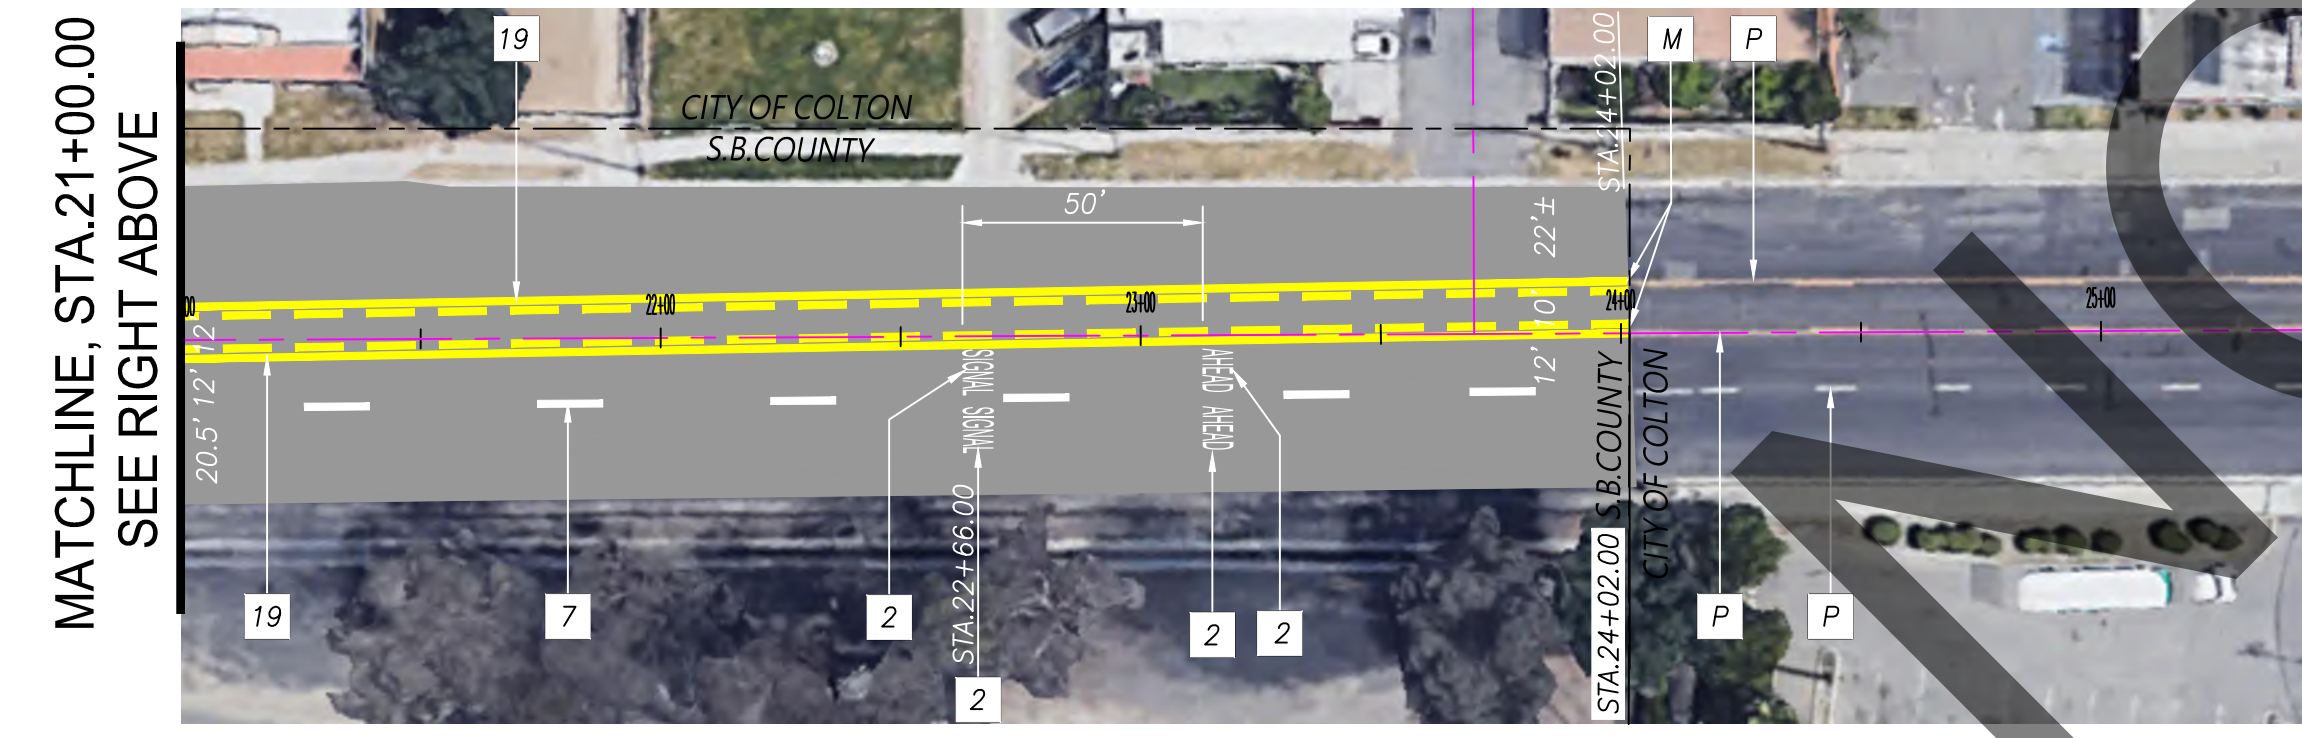 MATCHLINE, STA.21+00.00
SEE RIGHT ABOVE
19
CITY OF COLTON
S.B.COUNTY
50'
STA.24+02.00
M
P
22'±
00
22+00
23+00
24+00
25+00
12
10'
12'
12'
20.5'
SIGNAL SIGNAL
AHEAD AHEAD
S.B.COUNTY
CITY OF COLTON
STA.22+66.00
STA.24+02.00
19
7
2
2
2
2
P
P